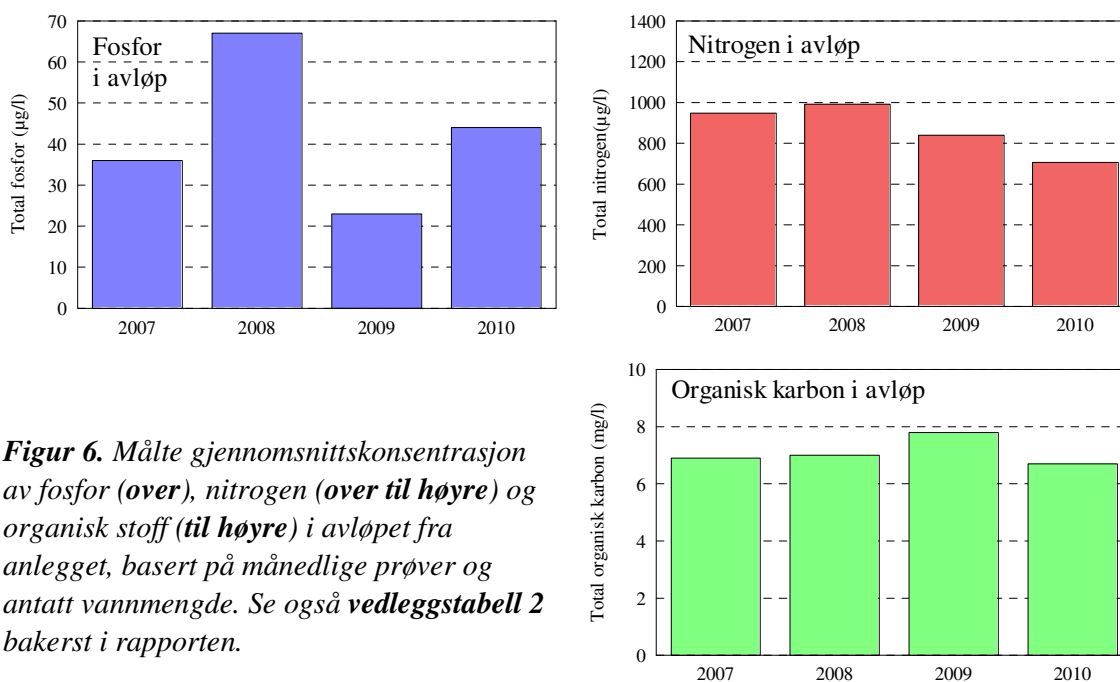 Fosfor
i avløp
Total fosfor (µg/l)
70
60
50
40
30
20
10
0
2007 2008 2009 2010
Nitrogen i avløp
Total nitrogen(µg/l)
1400
1200
1000
800
600
400
200
0
2007 2008 2009 2010
Organisk karbon i avløp
Total organisk karbon (mg/l)
10
8
6
4
2
0
2007 2008 2009 2010
Figur 6. Målte gjennomsnittskonsentrasjon
av fosfor (over), nitrogen (over til høyre) og
organisk stoff (til høyre) i avløpet fra
anlegget, basert på månedlige prøver og
antatt vannmengde. Se også vedleggstabell 2
bakerst i rapporten.